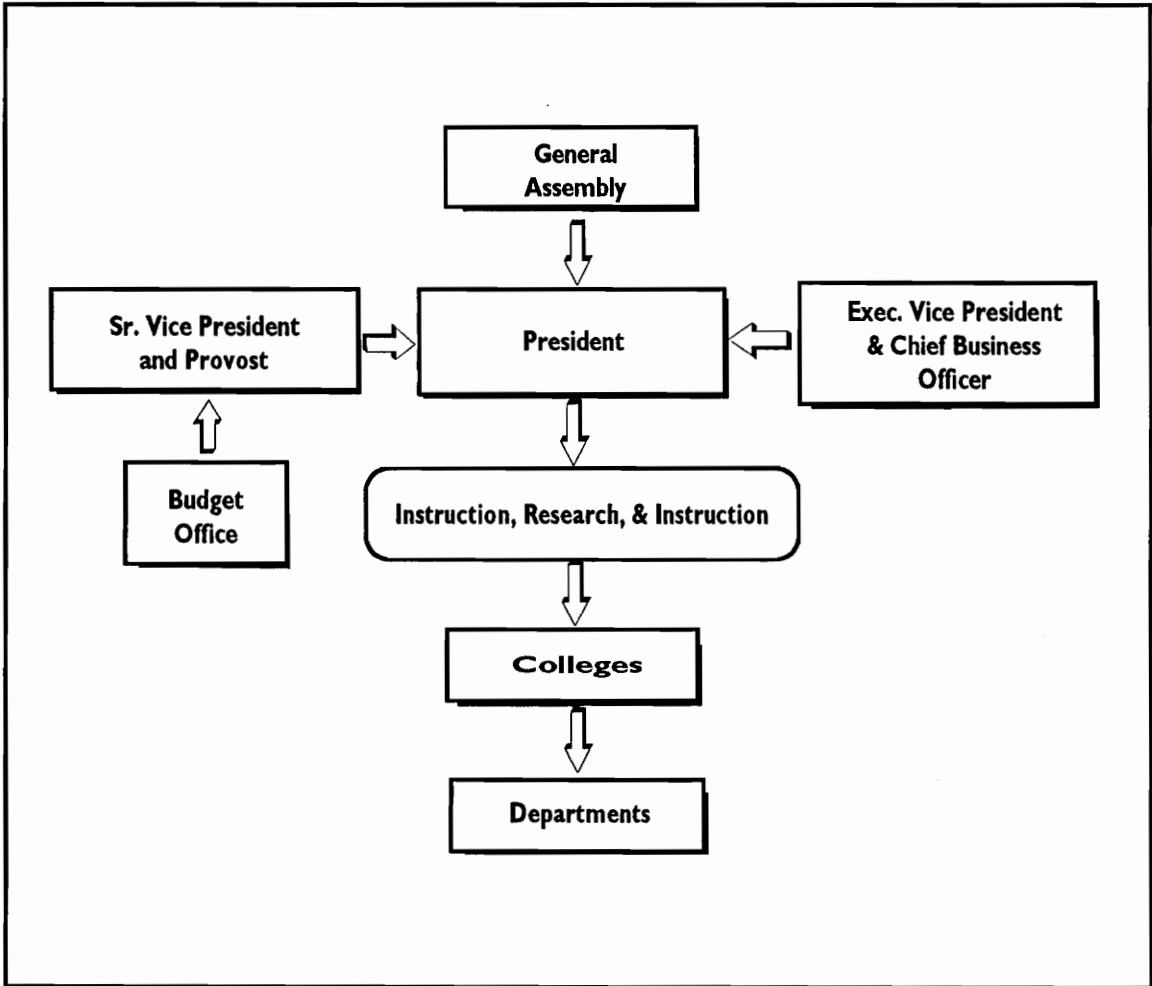 General
Assembly
Sr. Vice President
and Provost
President
Exec. Vice President
& Chief Business
Officer
Budget
Office
Instruction, Research, & Instruction
Colleges
Departments